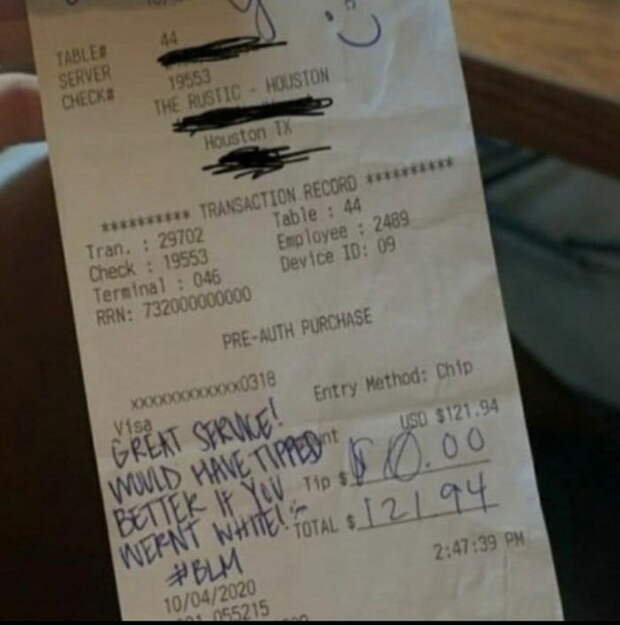 TABLE# 44
SERVER
CHECK# 19553
THE RUSTIC - HOUSTON
Houston TX
********** TRANSACTION RECORD **********
Tran. : 29702 Table : 44
Check : 19553 Employee : 2489
Terminal : 046 Device ID: 09
RRN: 732000000000
PRE-AUTH PURCHASE
xxxxxxxxxxxx0318
Visa Entry Method: Chip
USD $121.94
GREAT SERVICE!
WOULD HAVE TIPPED
BETTER IF YOU
WERNT WHITE! :-
#BLM
Tip $ 0.00
TOTAL $ 121 94
2:47:39 PM
10/04/2020
055215